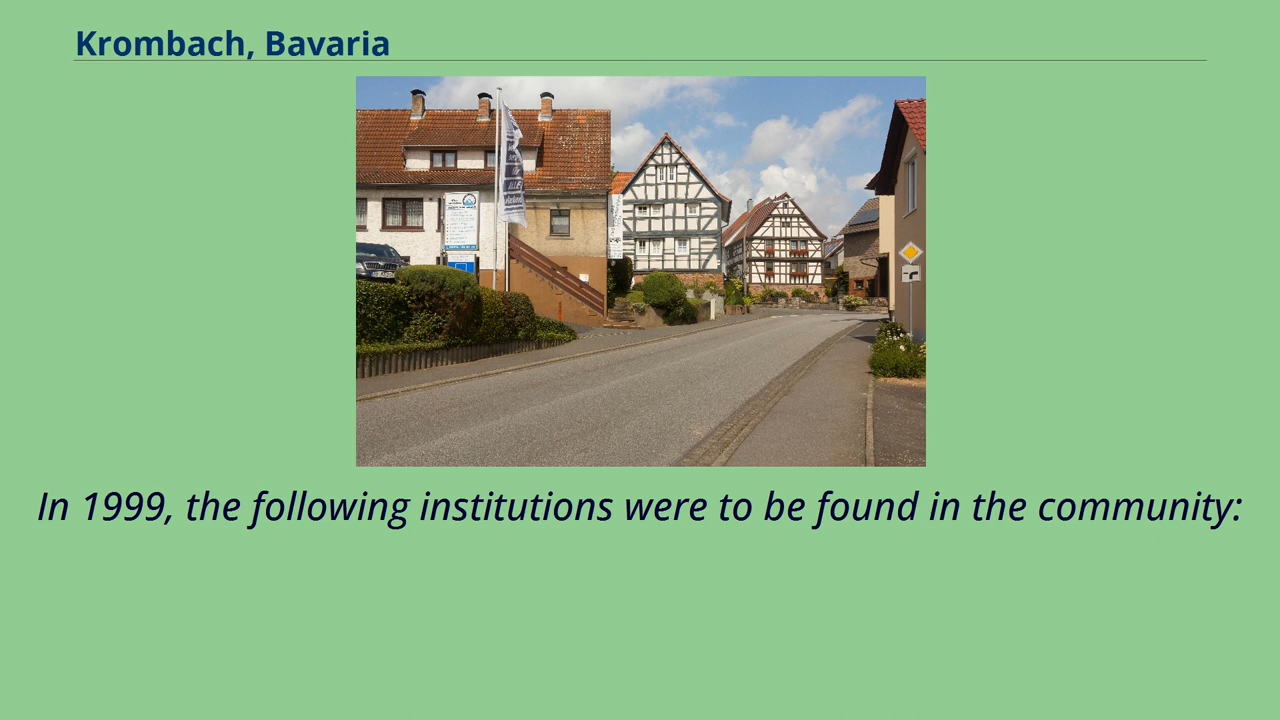 Krombach, Bavaria
In 1999, the following institutions were to be found in the community: